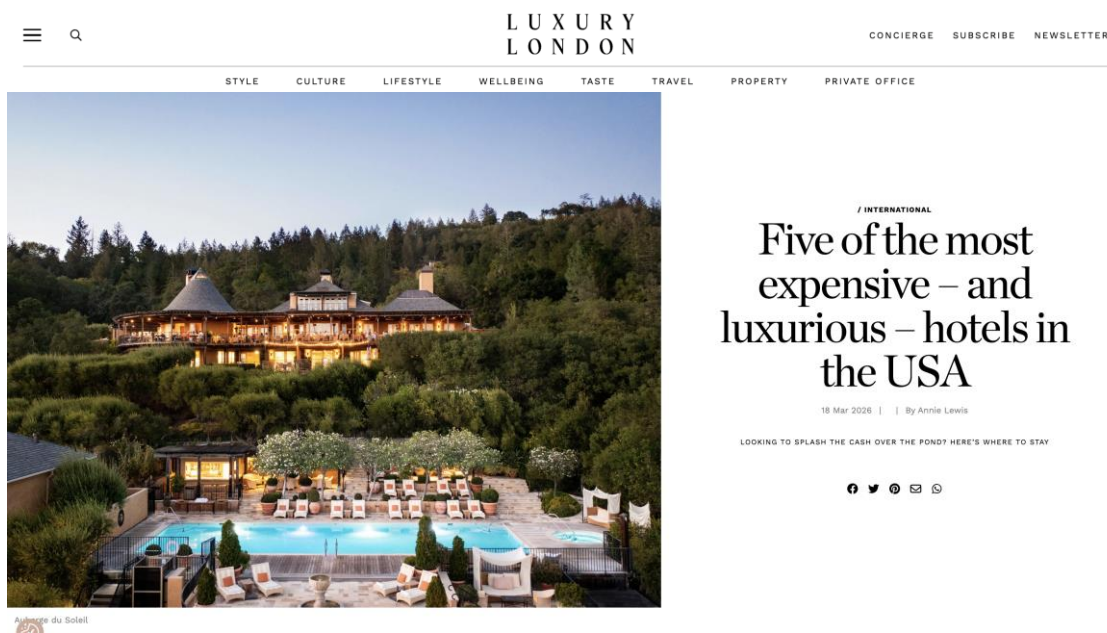 LUXURY
LONDON
CONCIERGE SUBSCRIBE NEWSLETTER
STYLE CULTURE LIFESTYLE WELLBEING TASTE TRAVEL PROPERTY PRIVATE OFFICE
/ INTERNATIONAL
Five of the most
expensive – and
luxurious – hotels in
the USA
18 Mar 2026 | | By Annie Lewis
LOOKING TO SPLASH THE CASH OVER THE POND? HERE'S WHERE TO STAY
Auberge du Soleil